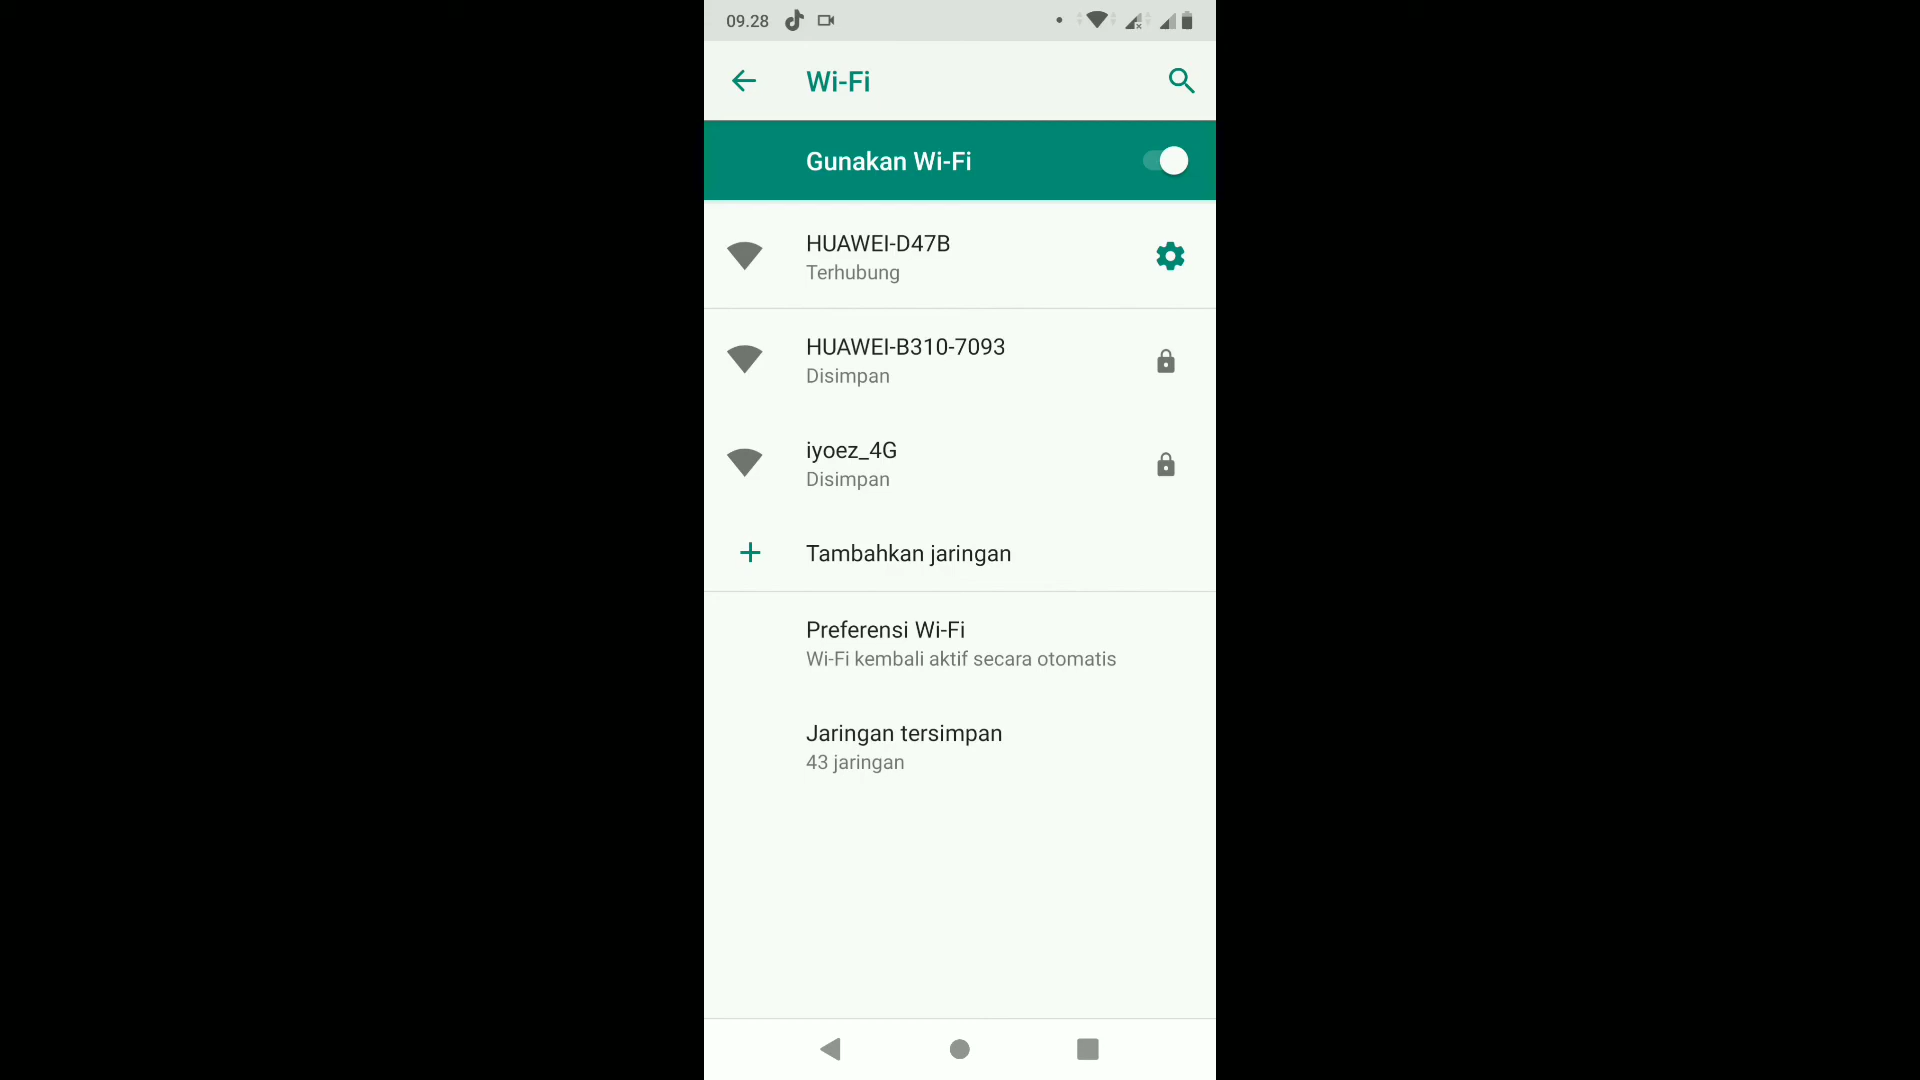 09.28
Wi-Fi
Gunakan Wi-Fi
HUAWEI-D47B
Terhubung
HUAWEI-B310-7093
Disimpan
iyoez_4G
Disimpan
Tambahkan jaringan
Preferensi Wi-Fi
Wi-Fi kembali aktif secara otomatis
Jaringan tersimpan
43 jaringan